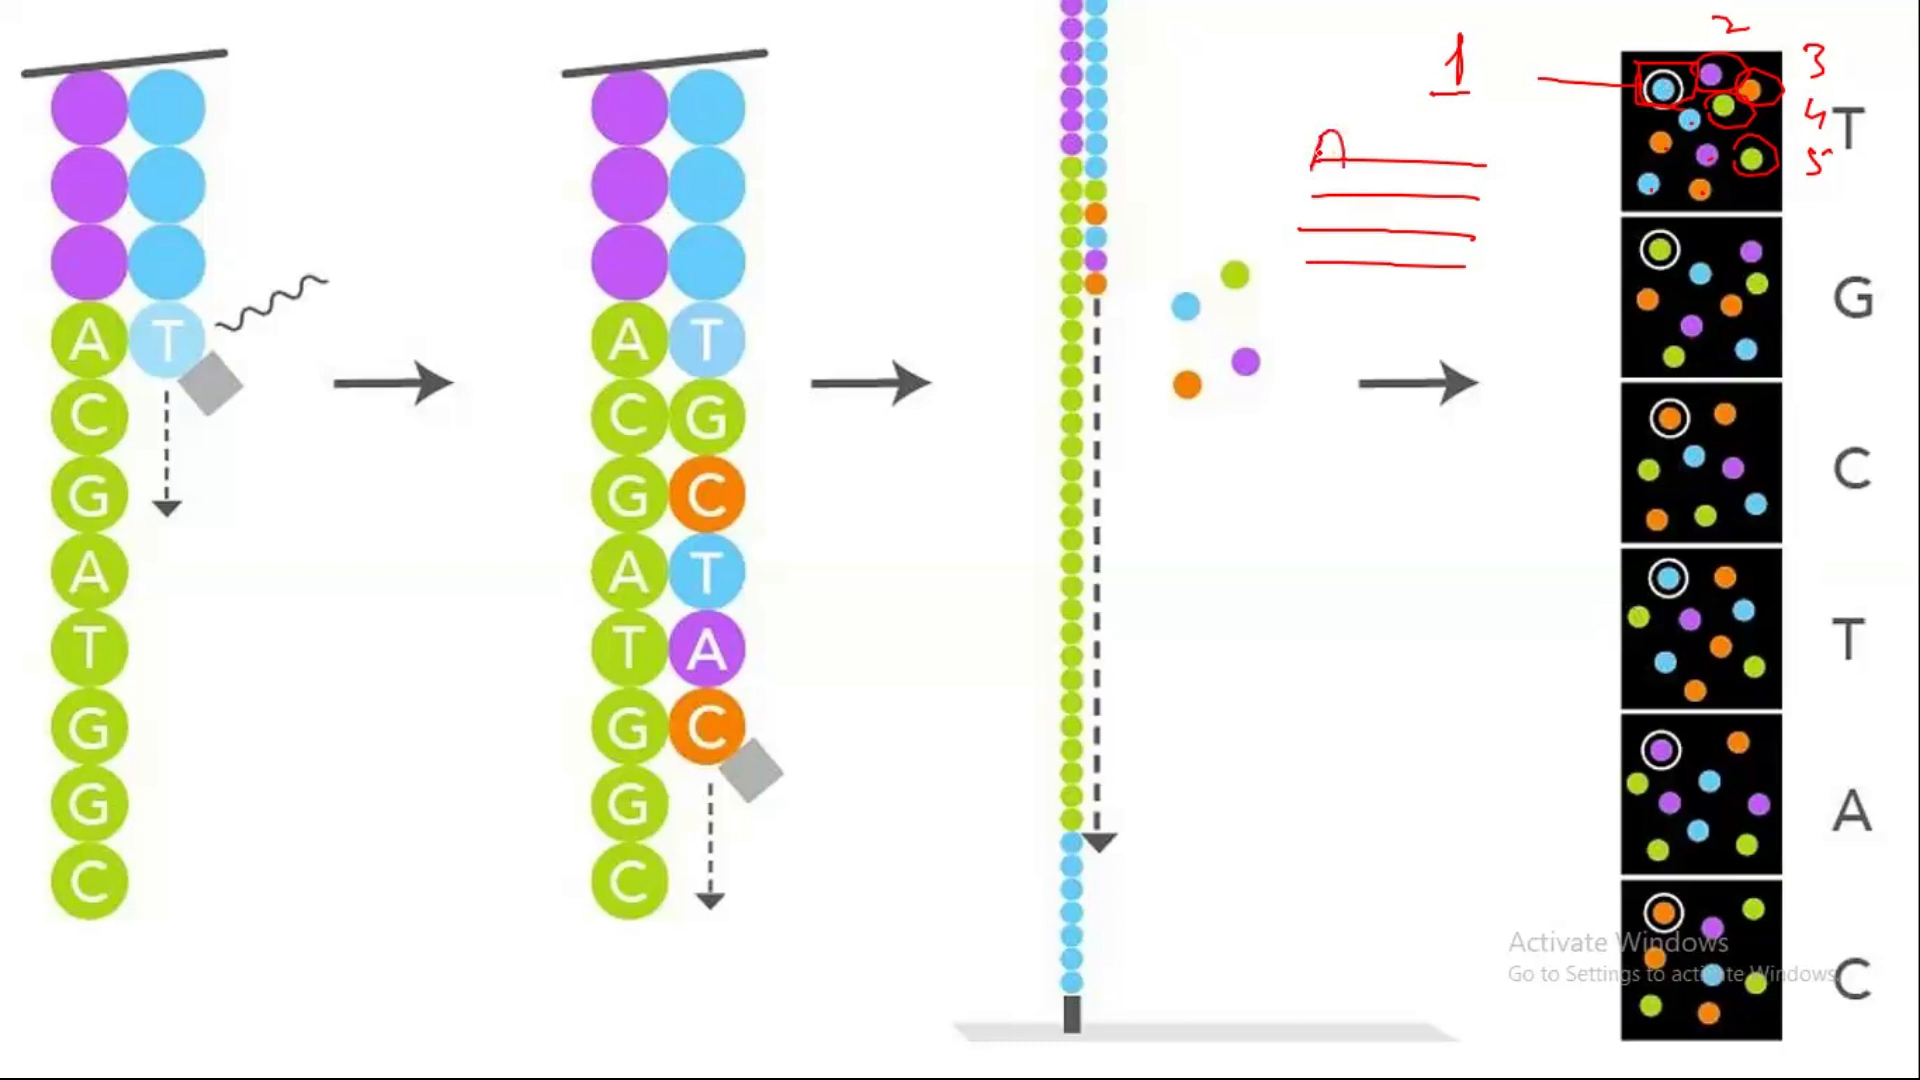 A T
C
G
A
T
G
G
C
A T
C G
G C
A T
T A
G C
G
C
1
A
2
3
4
5
T
G
C
T
A
C
Activate Windows
Go to Settings to activate Windows.